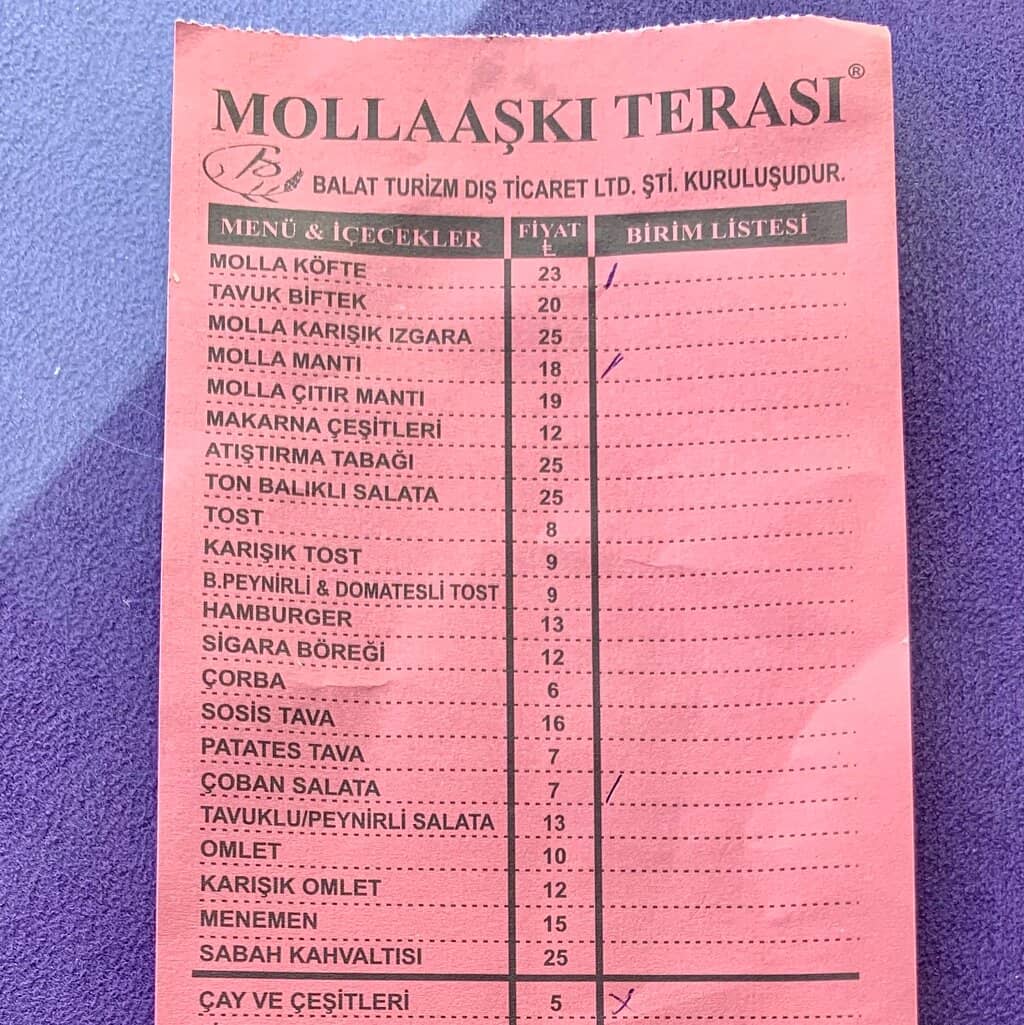 MOLLAAŞKI TERASI®
BALAT TURİZM DIŞ TİCARET LTD. ŞTİ. KURULUŞUDUR.
MENÜ & İÇECEKLER FİYAT ₺ BİRİM LİSTESİ
MOLLA KÖFTE 23 /
TAVUK BİFTEK 20
MOLLA KARIŞIK IZGARA 25
MOLLA MANTI 18 /
MOLLA ÇITIR MANTI 19
MAKARNA ÇEŞİTLERİ 12
ATIŞTIRMA TABAĞI 25
TON BALIKLI SALATA 25
TOST 8
KARIŞIK TOST 9
B.PEYNİRLİ & DOMATESLİ TOST 9
HAMBURGER 13
SİGARA BÖREĞİ 12
ÇORBA 6
SOSİS TAVA 16
PATATES TAVA 7
ÇOBAN SALATA 7 /
TAVUKLU/PEYNİRLİ SALATA 13
OMLET 10
KARIŞIK OMLET 12
MENEMEN 15
SABAH KAHVALTISI 25
ÇAY VE ÇEŞİTLERİ 5